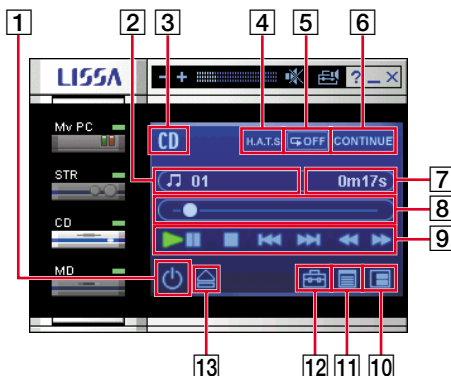 1 2 3 4 5 6
LISSA - + ? _ ×
My PC
CD H.A.T.S OFF CONTINUE
STR
01 0m17s 7
8
CD
9
MD
13 12 11 10